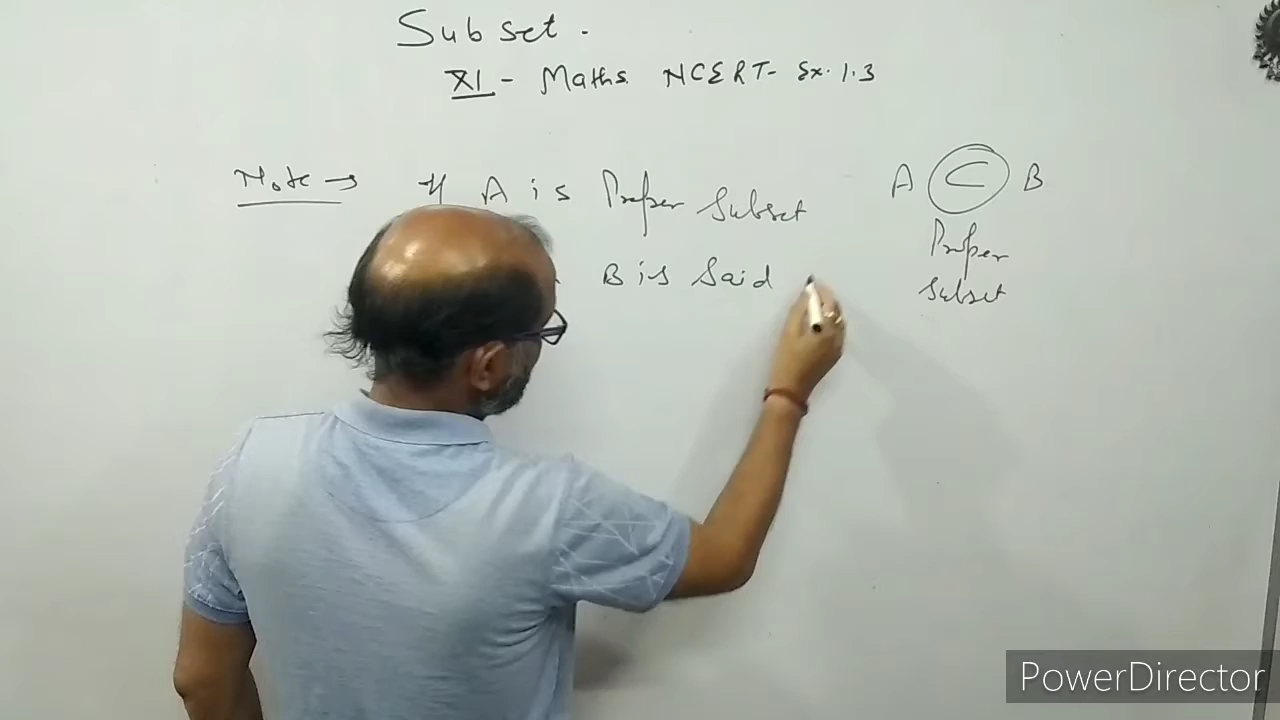 Subset.
XI - Maths NCERT- Ex. 1.3
Note → If A is Proper Subset
B is Said
A ⊂ B
Proper
Subset
PowerDirector